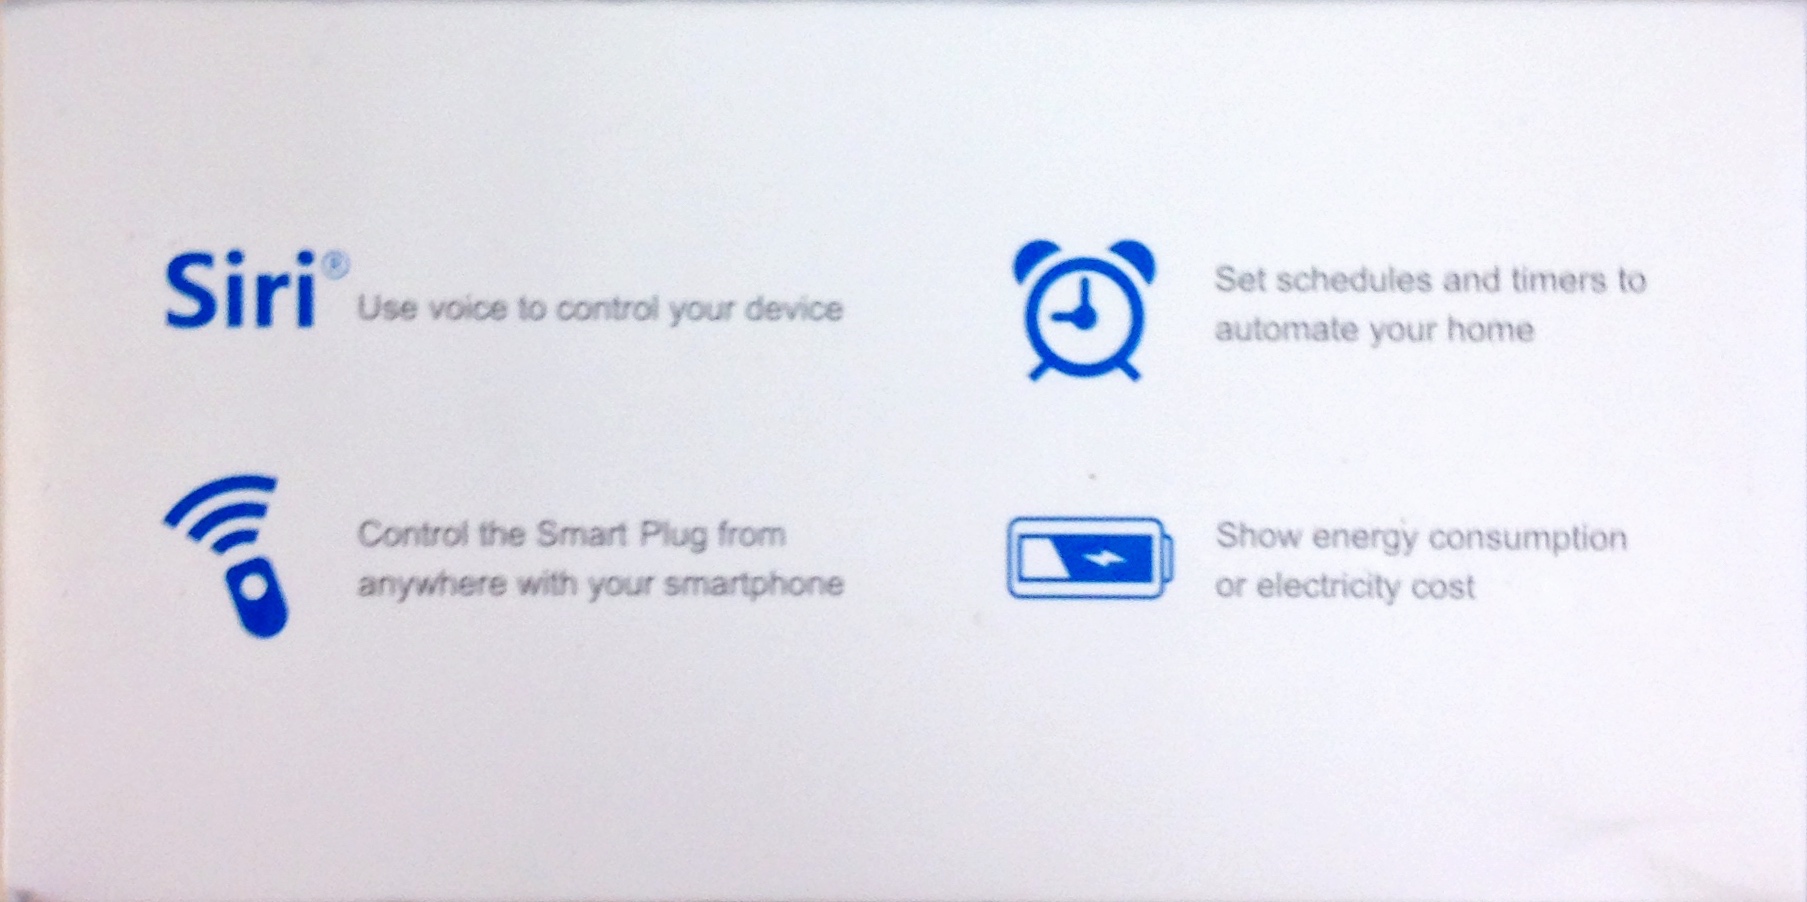 Siri® Use voice to control your device
Set schedules and timers to
automate your home
Control the Smart Plug from
anywhere with your smartphone
Show energy consumption
or electricity cost